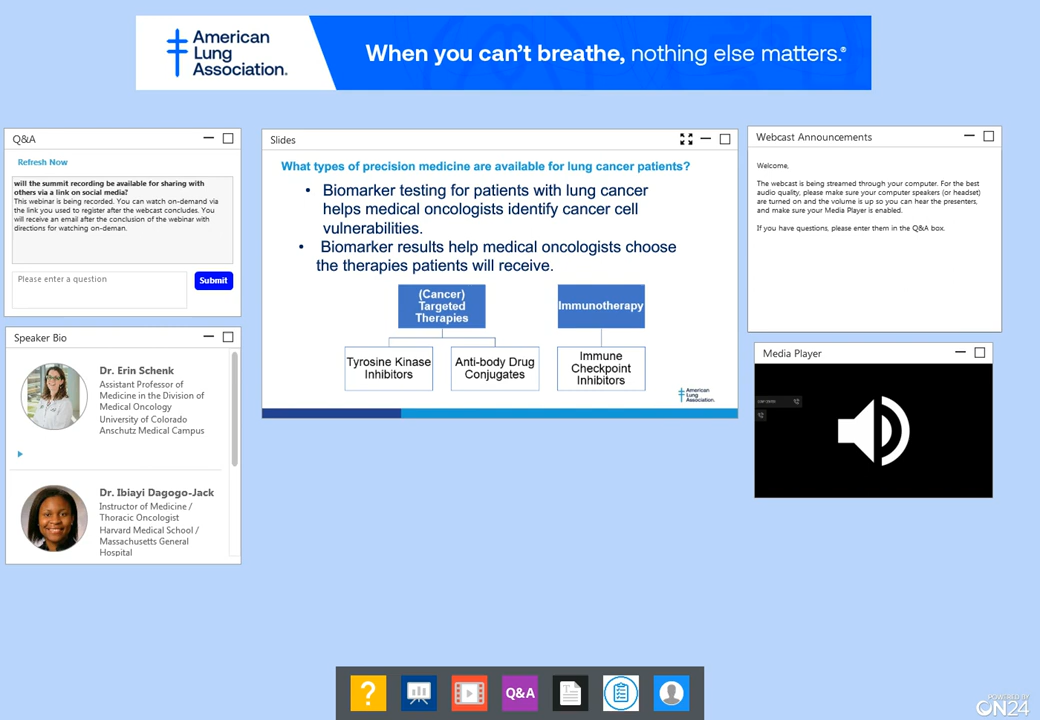 American
Lung
Association.
When you can't breathe, nothing else matters.®
Q&A
Refresh Now
will the summit recording be available for sharing with
others via a link on social media?
This webinar is being recorded. You can watch on-demand via
the link you used to register after the webcast concludes. You
will receive an email after the conclusion of the webinar with
directions for watching on-deman.
Please enter a question
Submit
Speaker Bio
Dr. Erin Schenk
Assistant Professor of
Medicine in the Division of
Medical Oncology
University of Colorado
Anschutz Medical Campus
Dr. Ibiayi Dagogo-Jack
Instructor of Medicine /
Thoracic Oncologist
Harvard Medical School /
Massachusetts General
Hospital
Slides
What types of precision medicine are available for lung cancer patients?
• Biomarker testing for patients with lung cancer
helps medical oncologists identify cancer cell
vulnerabilities.
• Biomarker results help medical oncologists choose
the therapies patients will receive.
(Cancer)
Targeted
Therapies
Immunotherapy
Tyrosine Kinase
Inhibitors
Anti-body Drug
Conjugates
Immune
Checkpoint
Inhibitors
American
Lung
Association.
Webcast Announcements
Welcome,
The webcast is being streamed through your computer. For the best
audio quality, please make sure your computer speakers (or headset)
are turned on and the volume is up so you can hear the presenters,
and make sure your Media Player is enabled.
If you have questions, please enter them in the Q&A box.
Media Player
?
Q&A
POWERED BY
ON24